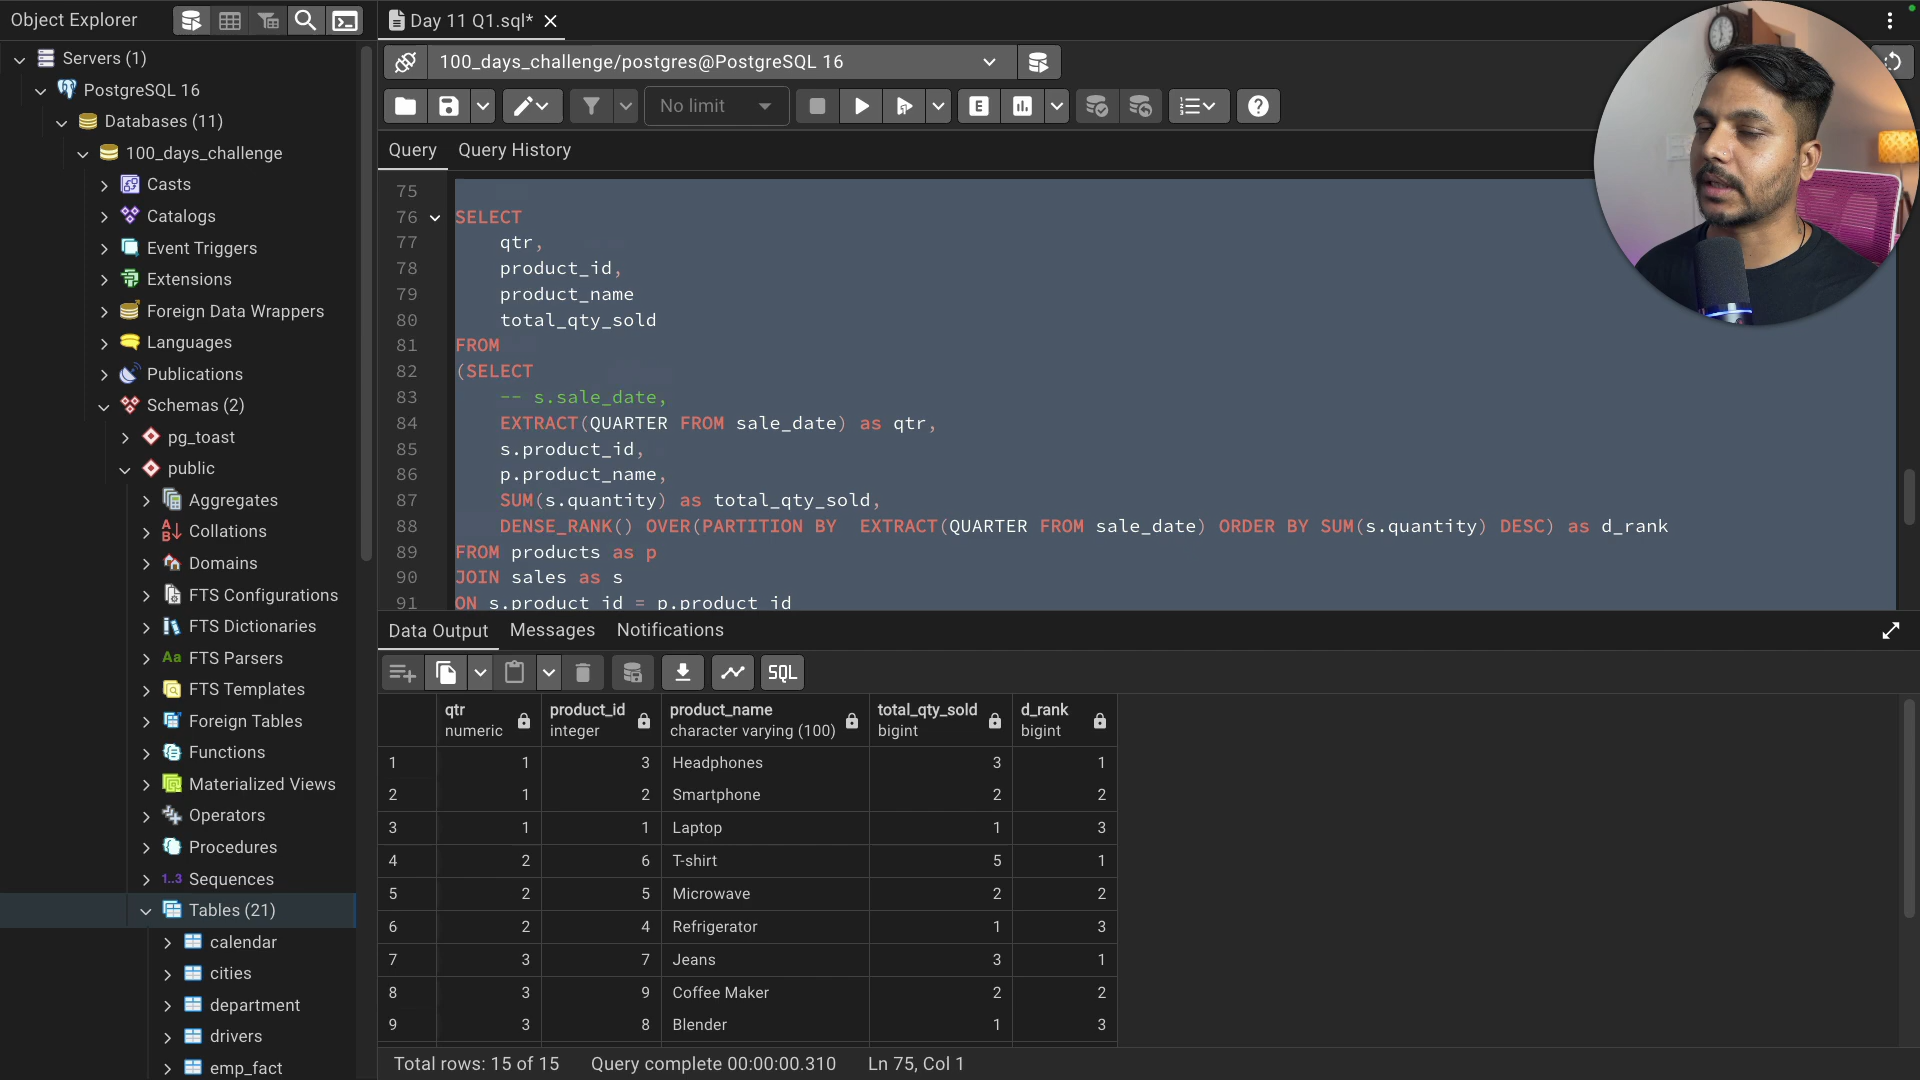 Object Explorer
Day 11 Q1.sql*
Servers (1)
PostgreSQL 16
Databases (11)
100_days_challenge
Casts
Catalogs
Event Triggers
Extensions
Foreign Data Wrappers
Languages
Publications
Schemas (2)
pg_toast
public
Aggregates
Collations
Domains
FTS Configurations
FTS Dictionaries
Aa FTS Parsers
FTS Templates
Foreign Tables
Functions
Materialized Views
Operators
Procedures
1..3 Sequences
Tables (21)
calendar
cities
department
drivers
emp_fact
100_days_challenge/postgres@PostgreSQL 16
No limit
E
Query Query History
75
76 SELECT
77 qtr,
78 product_id,
79 product_name
80 total_qty_sold
81 FROM
82 (SELECT
83 -- s.sale_date,
84 EXTRACT(QUARTER FROM sale_date) as qtr,
85 s.product_id,
86 p.product_name,
87 SUM(s.quantity) as total_qty_sold,
88 DENSE_RANK() OVER(PARTITION BY  EXTRACT(QUARTER FROM sale_date) ORDER BY SUM(s.quantity) DESC) as d_rank
89 FROM products as p
90 JOIN sales as s
91 ON s.product_id = p.product_id
Data Output Messages Notifications
SQL
qtr product_id product_name total_qty_sold d_rank
numeric integer character varying (100) bigint bigint
1 1 3 Headphones 3 1
2 1 2 Smartphone 2 2
3 1 1 Laptop 1 3
4 2 6 T-shirt 5 1
5 2 5 Microwave 2 2
6 2 4 Refrigerator 1 3
7 3 7 Jeans 3 1
8 3 9 Coffee Maker 2 2
9 3 8 Blender 1 3
Total rows: 15 of 15 Query complete 00:00:00.310 Ln 75, Col 1